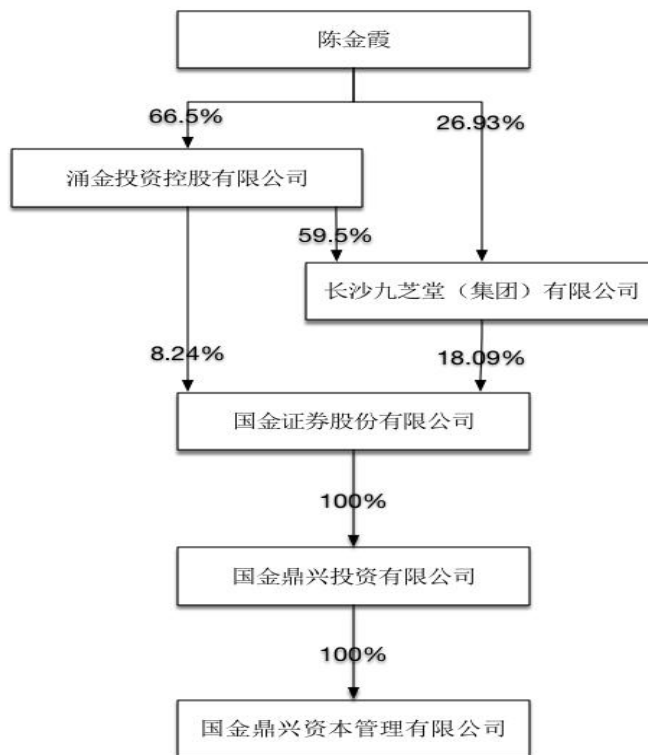 陈金霞
66.5%
26.93%
涌金投资控股有限公司
59.5%
长沙九芝堂（集团）有限公司
8.24%
18.09%
国金证券股份有限公司
100%
国金鼎兴投资有限公司
100%
国金鼎兴资本管理有限公司